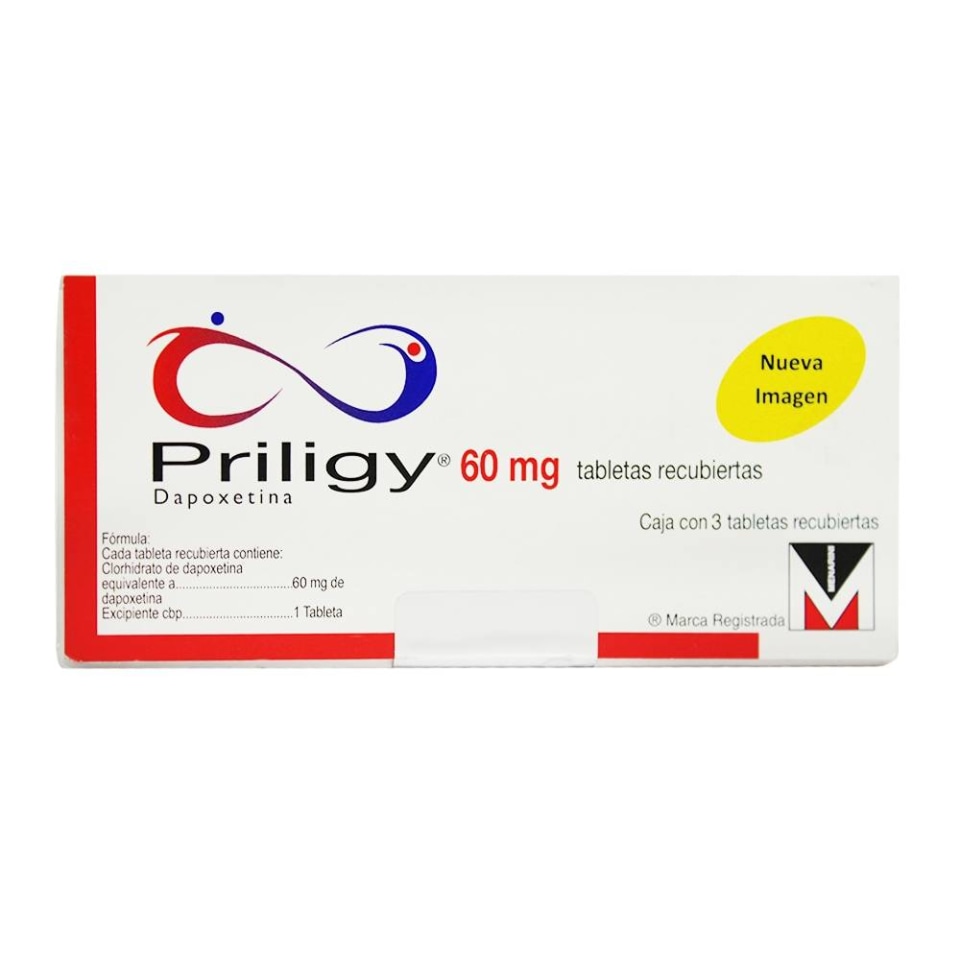 Nueva
Imagen
Priligy® 60 mg tabletas recubiertas
Dapoxetina
Caja con 3 tabletas recubiertas
Fórmula:
Cada tableta recubierta contiene:
Clorhidrato de dapoxetina
equivalente a..............................60 mg de
dapoxetina
Excipiente cbp............................1 Tableta
® Marca Registrada
MENARINI
M